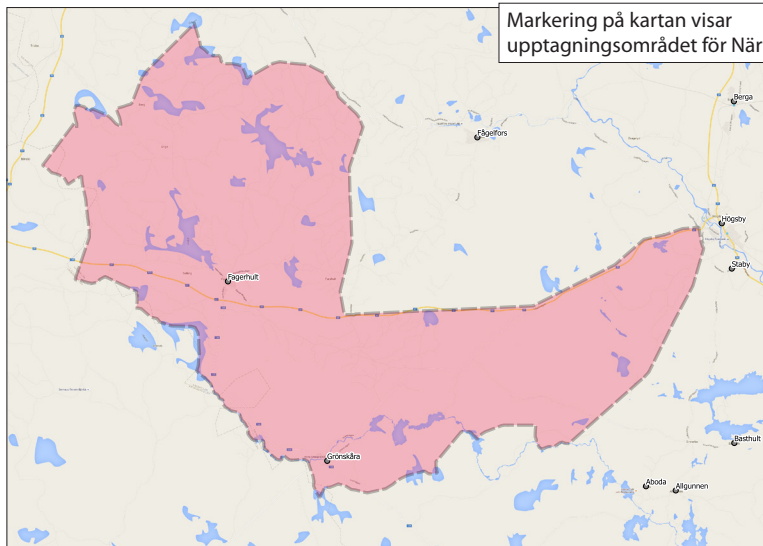 Markering på kartan visar
upptagningsområdet för När
Berga
Fågelfors
Högsby
Staby
Fagerhult
Grönskåra
Basthult
Aboda
Allgunnen